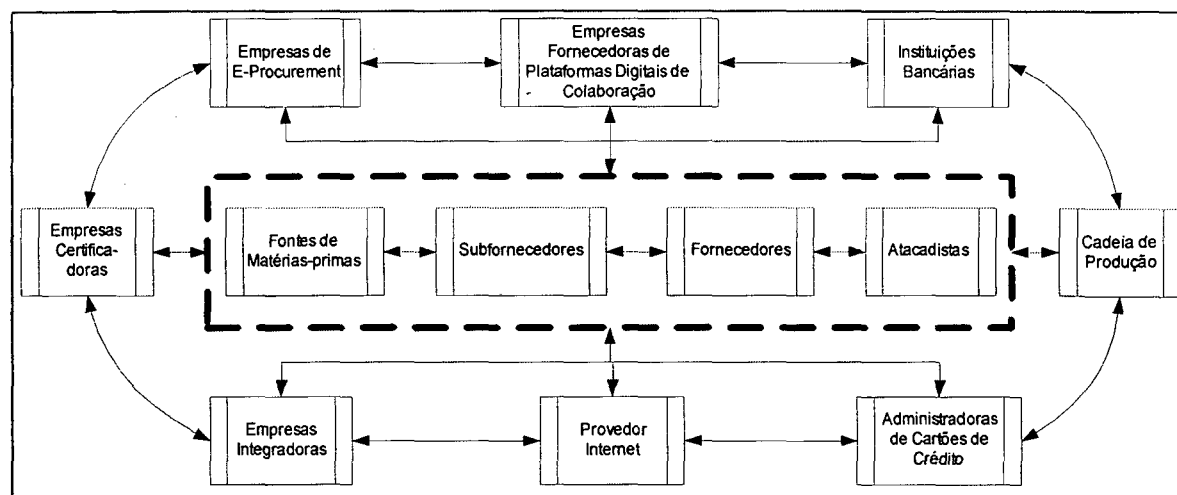 Empresas de
E-Procurement
Empresas
Fornecedoras de
Plataformas Digitais de
Colaboração
Instituições
Bancárias
Empresas
Certifica-
doras
Fontes de
Matérias-primas
Subfornecedores
Fornecedores
Atacadistas
Cadeia de
Produção
Empresas
Integradoras
Provedor
Internet
Administradoras
de Cartões de
Crédito